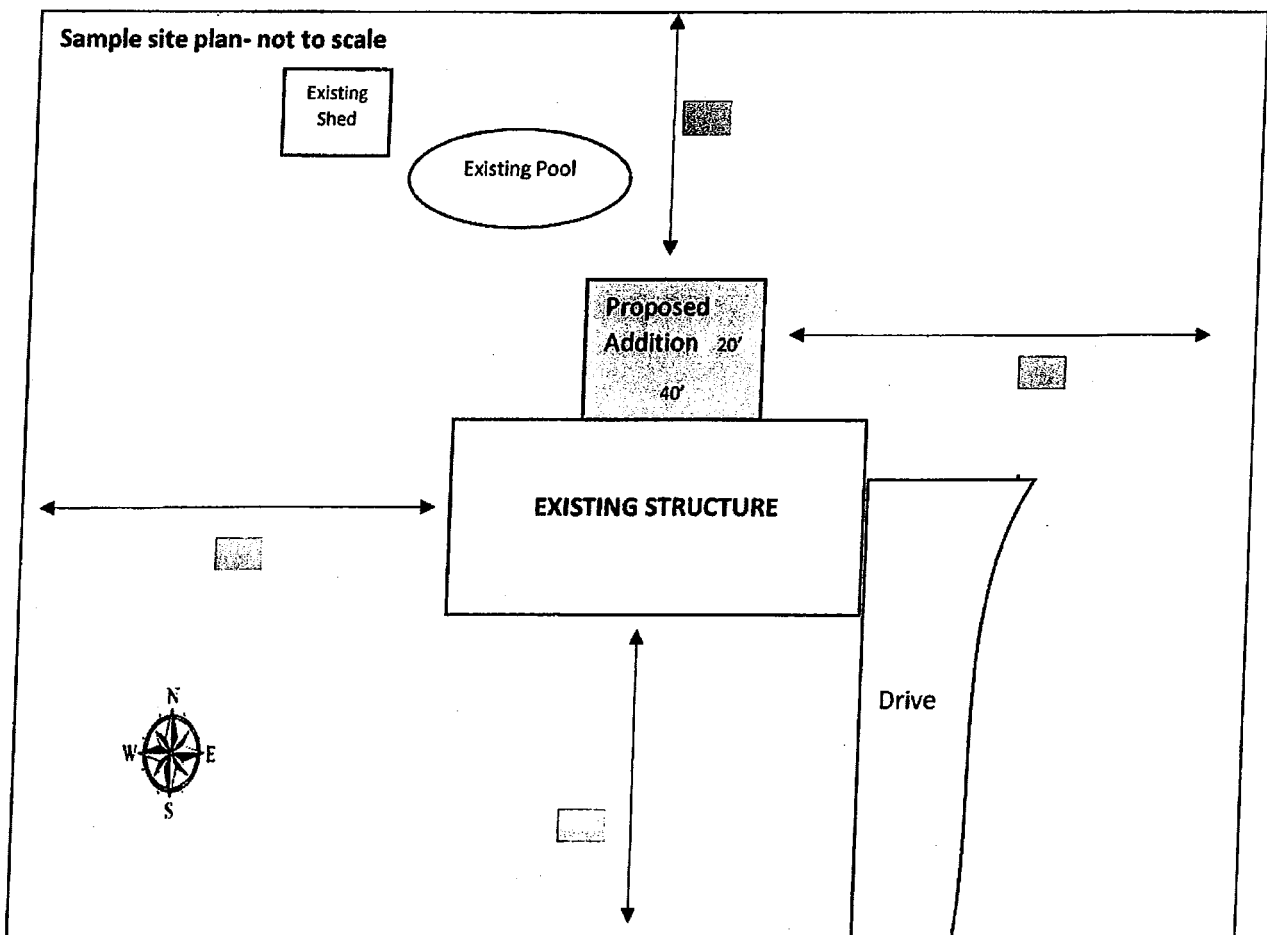 Sample site plan- not to scale
Existing
Shed
Existing Pool
Proposed
Addition 20'
40'
EXISTING STRUCTURE
Drive
N
W E
S